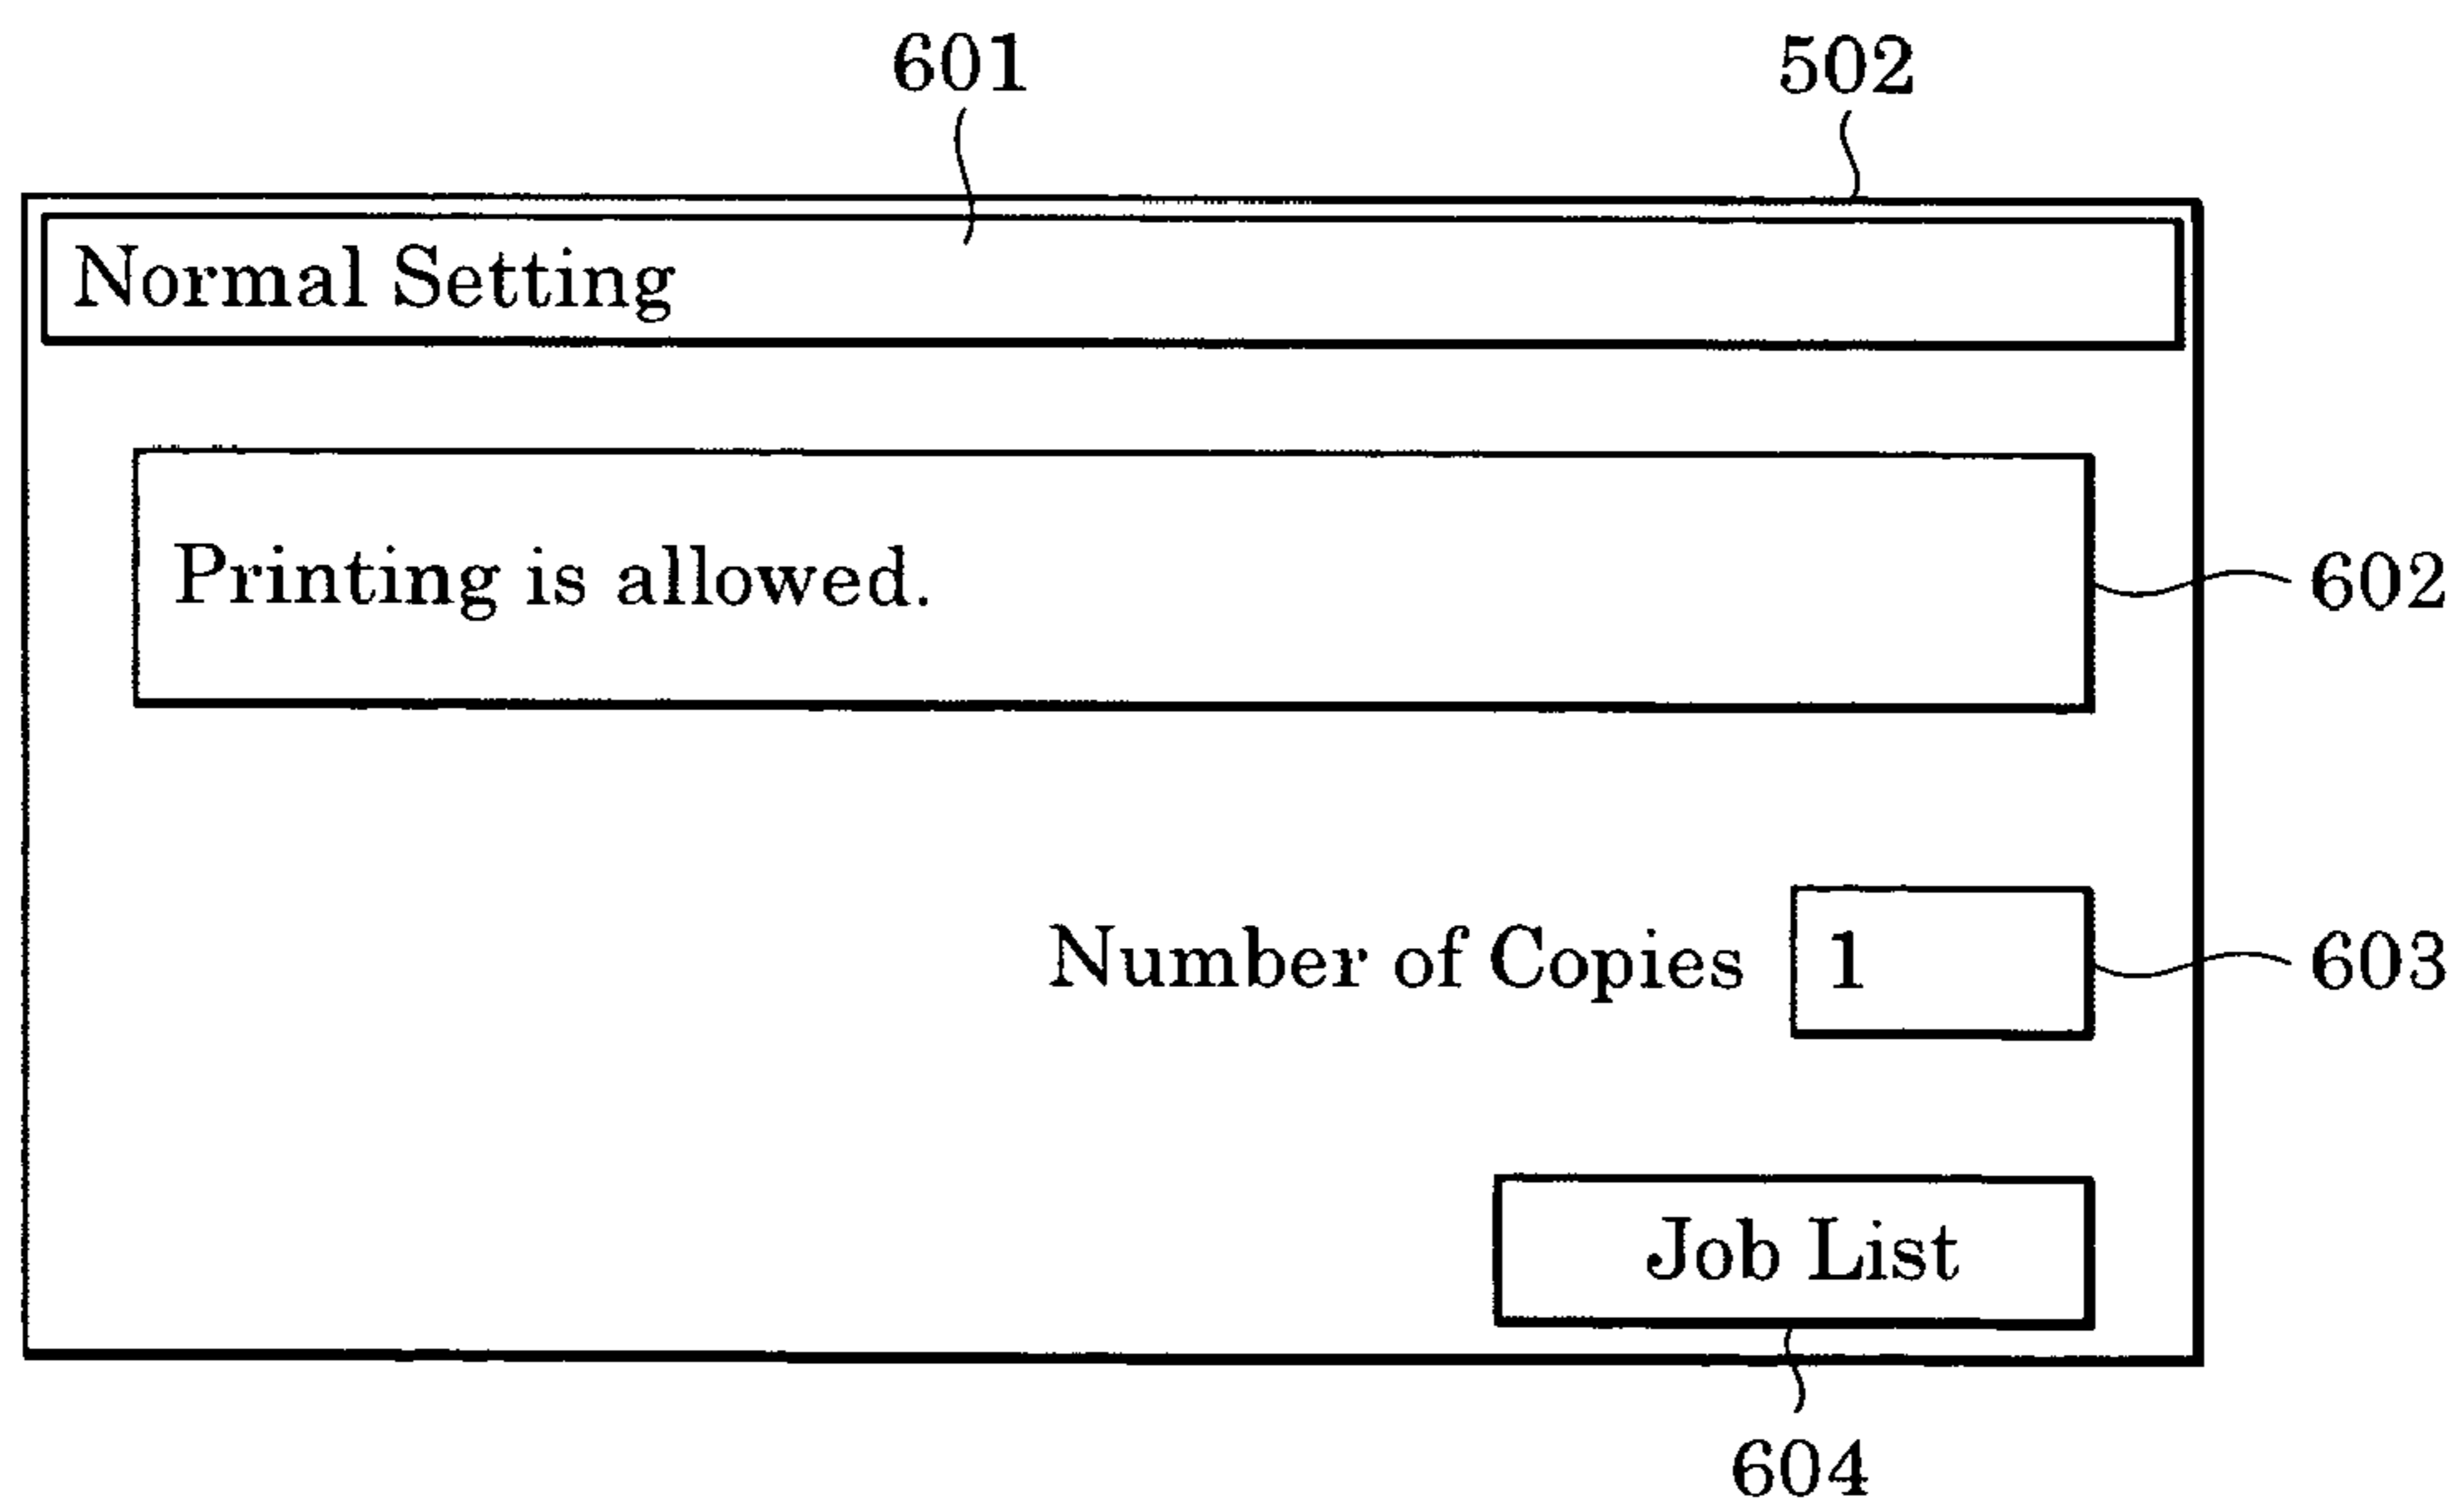 601 502
Normal Setting
Printing is allowed.
602
Number of Copies 1
603
Job List
604